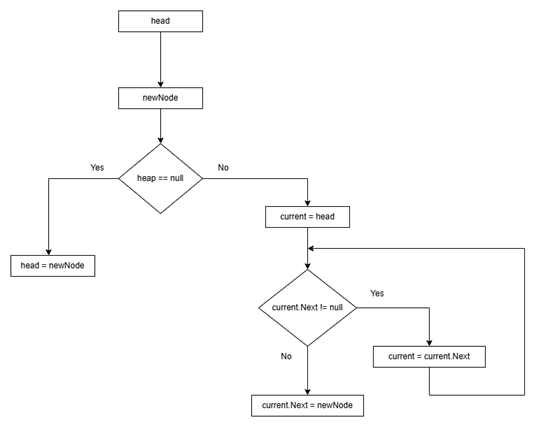 head
newNode
Yes
heap == null
No
current = head
head = newNode
current.Next != null
Yes
No
current = current.Next
current.Next = newNode